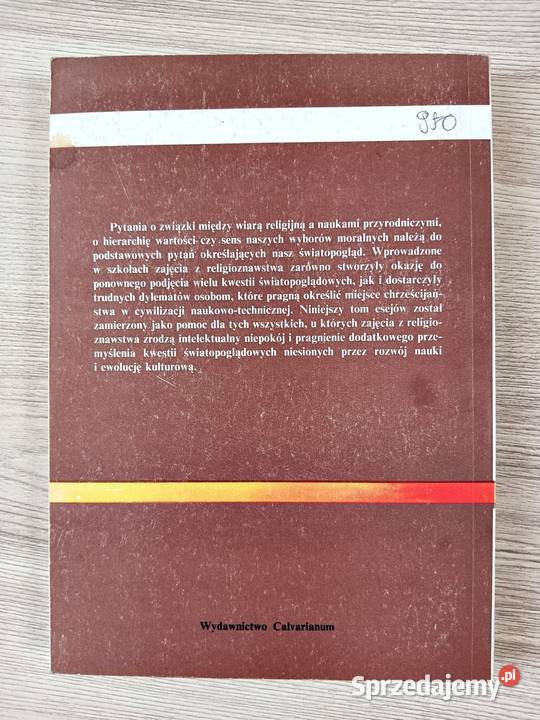 950
Pytania o związki między wiarą religijną a naukami przyrodniczymi,
o hierarchię wartości czy sens naszych wyborów moralnych należą do
podstawowych pytań określających nasz światopogląd. Wprowadzone
w szkołach zajęcia z religioznawstwa zarówno stworzyły okazję do
ponownego podjęcia wielu kwestii światopoglądowych, jak i dostarczyły
trudnych dylematów osobom, które pragną określić miejsce chrześcijań-
stwa w cywilizacji naukowo-technicznej. Niniejszy tom esejów został
zamierzony jako pomoc dla tych wszystkich, u których zajęcia z religio-
znawstwa zrodzą intelektualny niepokój i pragnienie dodatkowego prze-
myślenia kwestii światopoglądowych niesionych przez rozwój nauki
i ewolucję kulturową.
Wydawnictwo Calvarianum
Sprzedajemy.pl